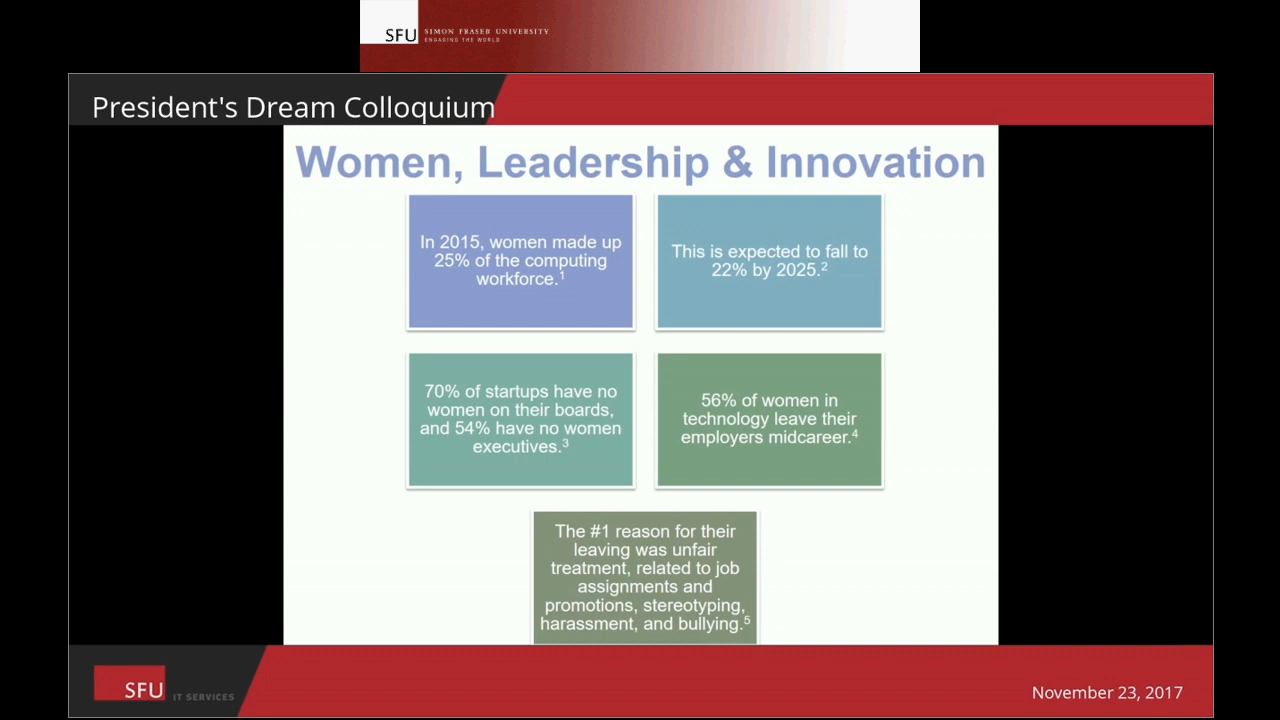 SFU SIMON FRASER UNIVERSITY
ENGAGING THE WORLD
President's Dream Colloquium
Women, Leadership & Innovation
In 2015, women made up
25% of the computing
workforce.1
This is expected to fall to
22% by 2025.2
70% of startups have no
women on their boards,
and 54% have no women
executives.3
56% of women in
technology leave their
employers midcareer.4
The #1 reason for their
leaving was unfair
treatment, related to job
assignments and
promotions, stereotyping,
harassment, and bullying.5
SFU IT SERVICES
November 23, 2017